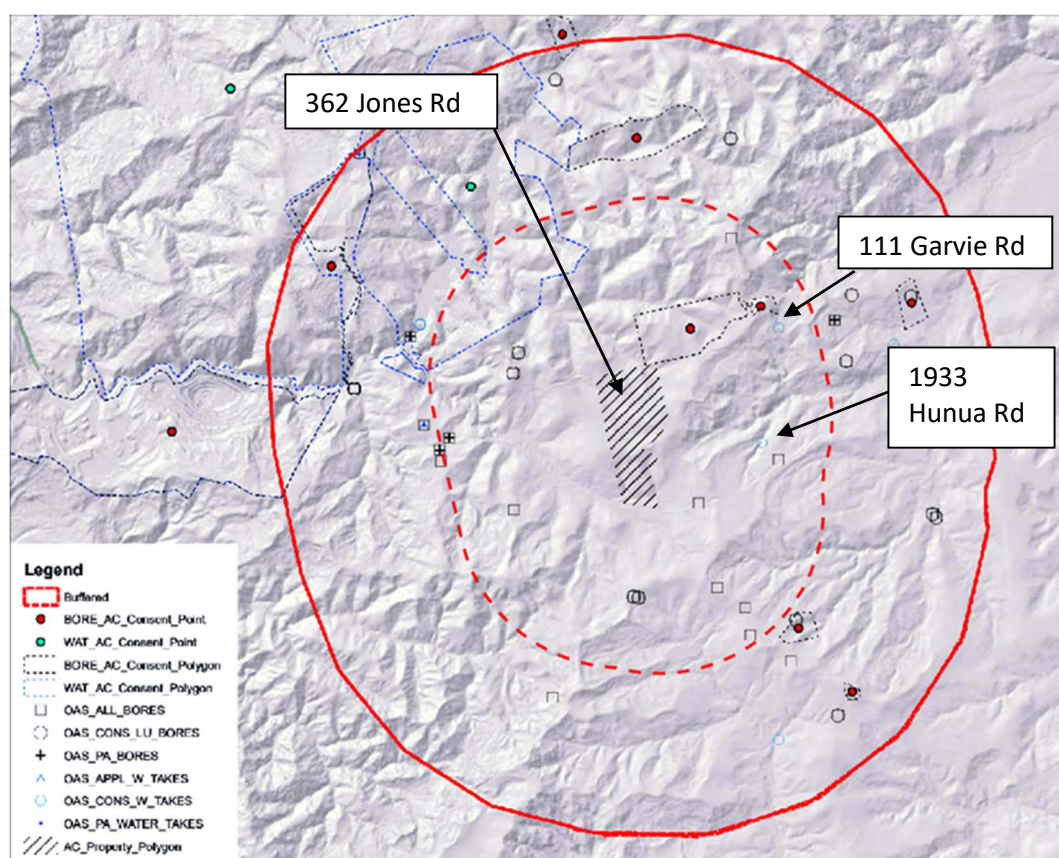 362 Jones Rd
111 Garvie Rd
1933
Hunua Rd
Legend
Buffered
BORE_AC_Consent_Point
WAT_AC_Consent_Point
BORE_AC_Consent_Polygon
WAT_AC_Consent_Polygon
OAS_ALL_BORES
OAS_CONS_LU_BORES
OAS_PA_BORES
OAS_APPL_W_TAKES
OAS_CONS_W_TAKES
OAS_PA_WATER_TAKES
AC_Property_Polygon